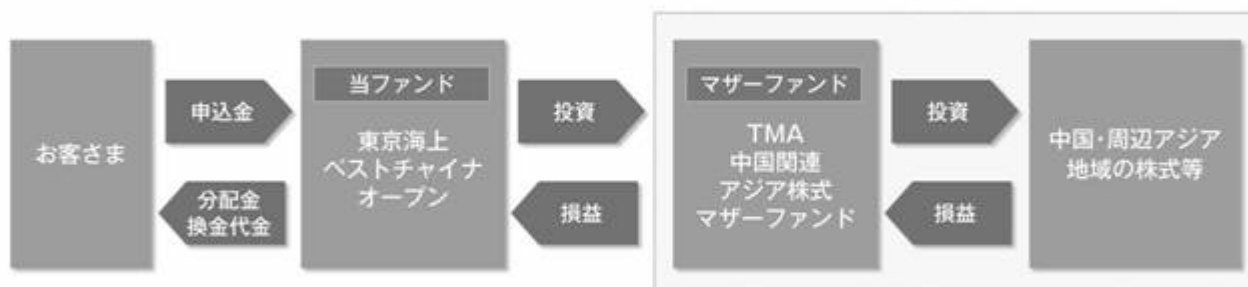 お客さま
申込金
分配金
換金代金
当ファンド
東京海上
ベストチャイナ
オープン
投資
損益
マザーファンド
TMA
中国関連
アジア株式
マザーファンド
投資
損益
中国・周辺アジア
地域の株式等